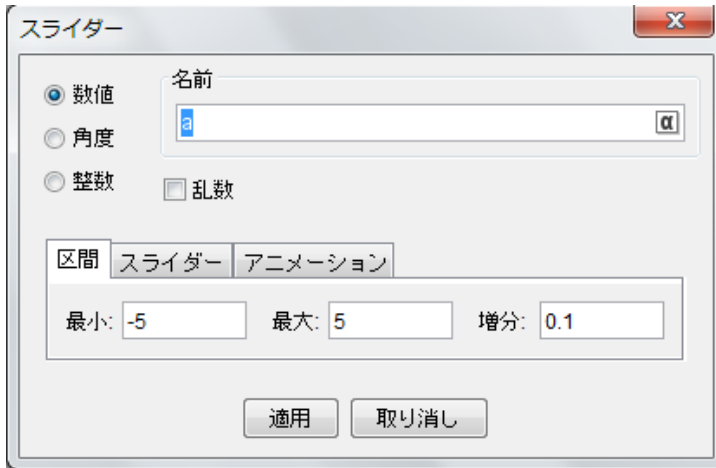 スライダー
数値
名前
a
α
角度
整数
乱数
区間 スライダー アニメーション
最小: -5 最大: 5 増分: 0.1
適用 取り消し